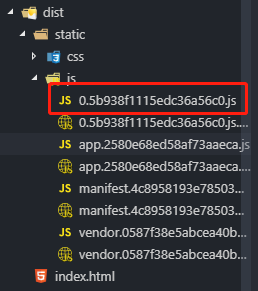 dist
static
css
js
JS 0.5b938f1115edc36a56c0.js
0.5b938f1115edc36a56c0.js....
JS app.2580e68ed58af73aaeca.js
app.2580e68ed58af73aaeca....
JS manifest.4c8958193e78503...
manifest.4c8958193e78503...
JS vendor.0587f38e5abcea40b...
vendor.0587f38e5abcea40b...
index.html